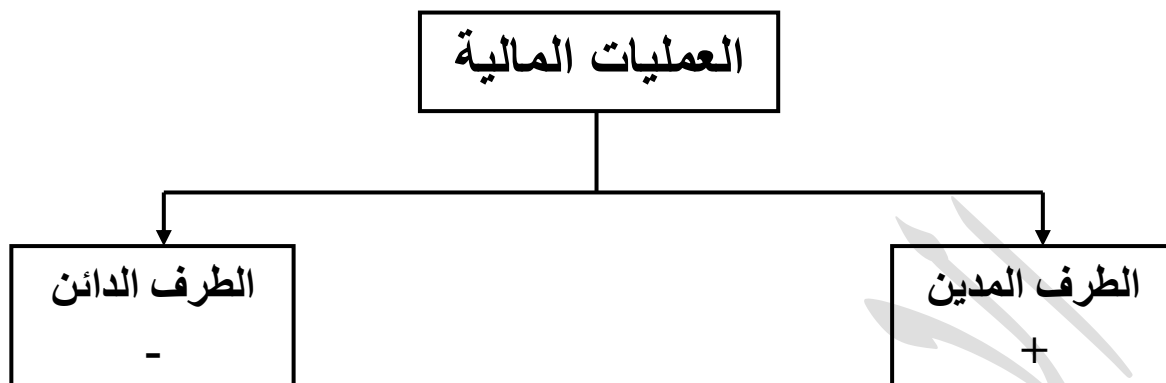 العمليات المالية
الطرف المدين
+
الطرف الدائن
-